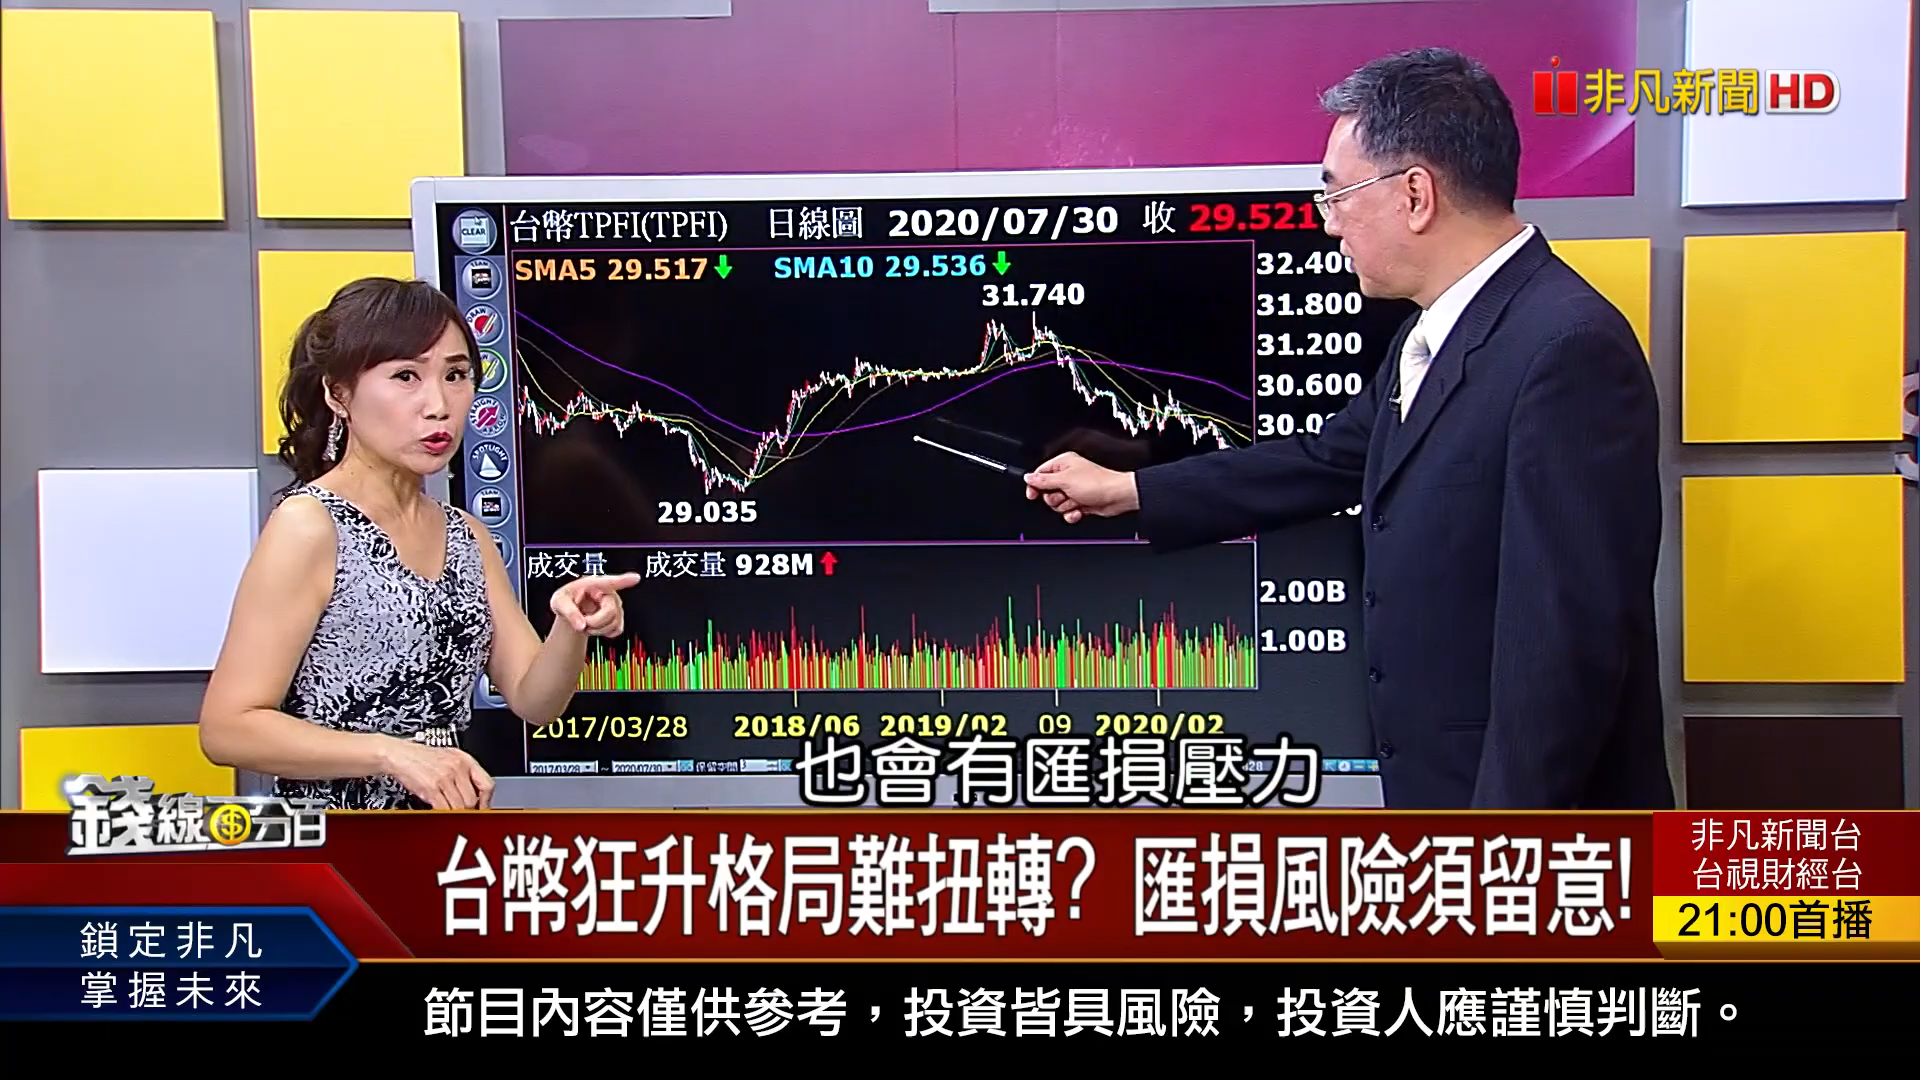 非凡新聞HD
台幣TPFI(TPFI) 日線圖 2020/07/30 收 29.521
SMA5 29.517 SMA10 29.536
CLEAR
DRAW
SPOTLIGHT
31.740
29.035
31.800
31.200
30.600
成交量 成交量 928M
2.00B
1.00B
2017/03/28 2018/06 2019/02 09 2020/02
也會有匯損壓力
錢線百分百
台幣狂升格局難扭轉? 匯損風險須留意!
非凡新聞台
台視財經台
21:00首播
鎖定非凡
掌握未來
節目內容僅供參考，投資皆具風險，投資人應謹慎判斷。